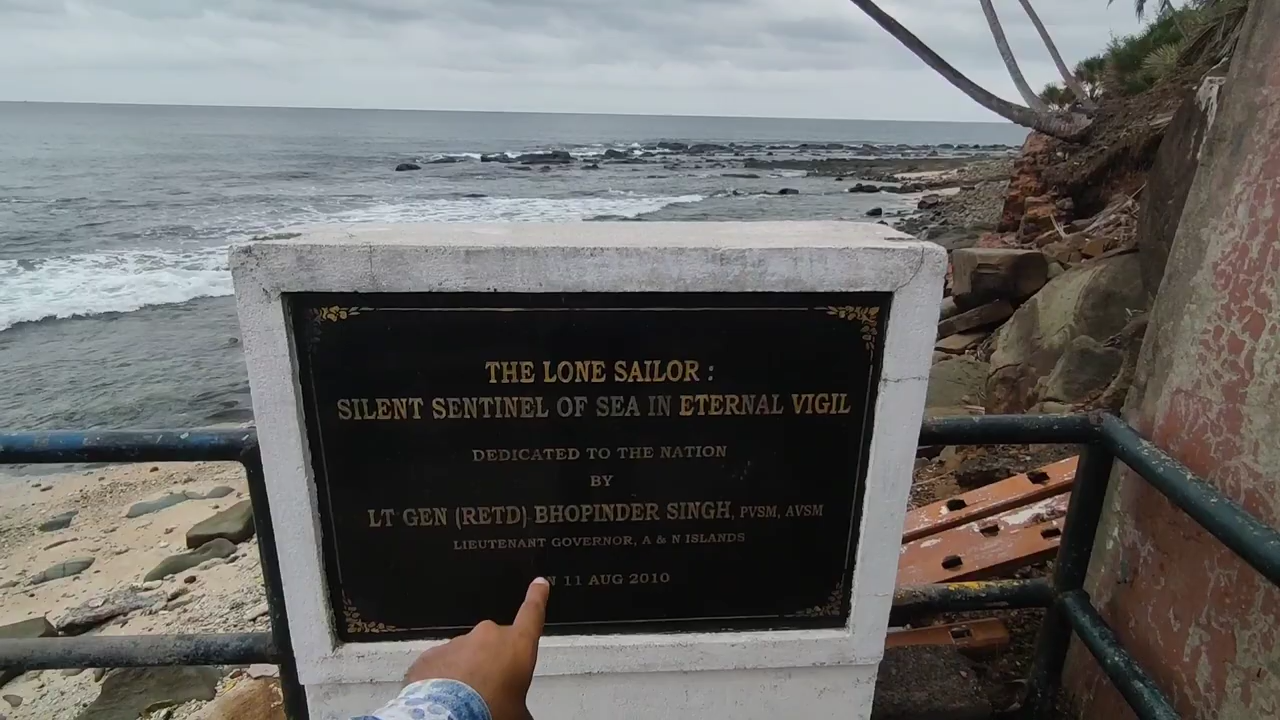 THE LONE SAILOR :
SILENT SENTINEL OF SEA IN ETERNAL VIGIL
DEDICATED TO THE NATION
BY
LT GEN (RETD) BHOPINDER SINGH, PVSM, AVSM
LIEUTENANT GOVERNOR, A & N ISLANDS
11 AUG 2010